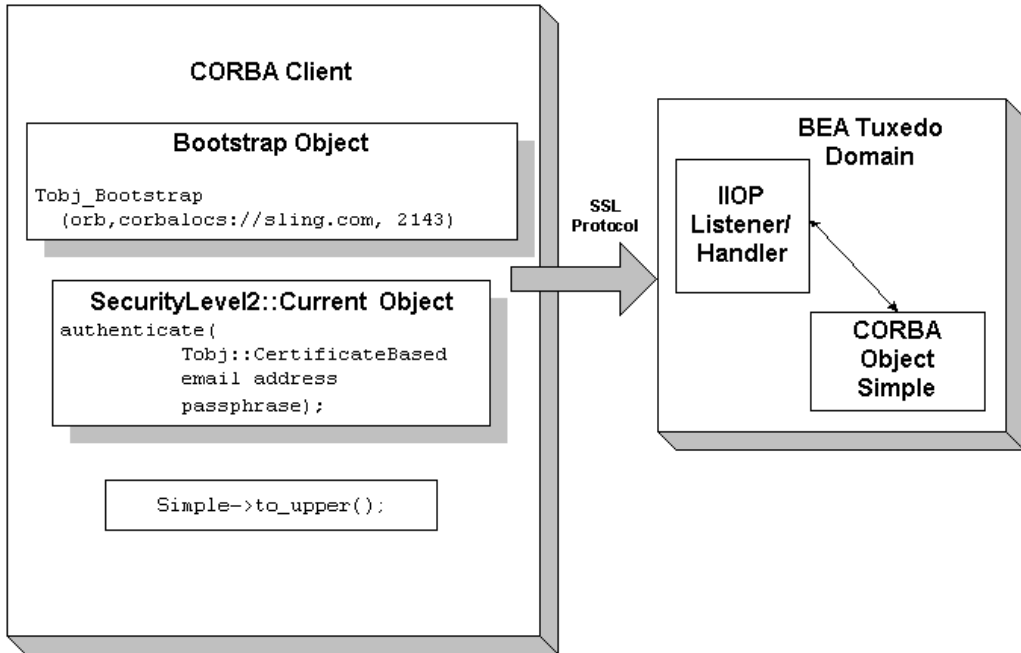 CORBA Client
Bootstrap Object
Tobj_Bootstrap
(orb,corbalocs://sling.com, 2143)
SecurityLevel2::Current Object
authenticate(
Tobj::CertificateBased
email address
passphrase);
Simple->to_upper();
SSL
Protocol
BEA Tuxedo
Domain
IIOP
Listener/
Handler
CORBA
Object
Simple